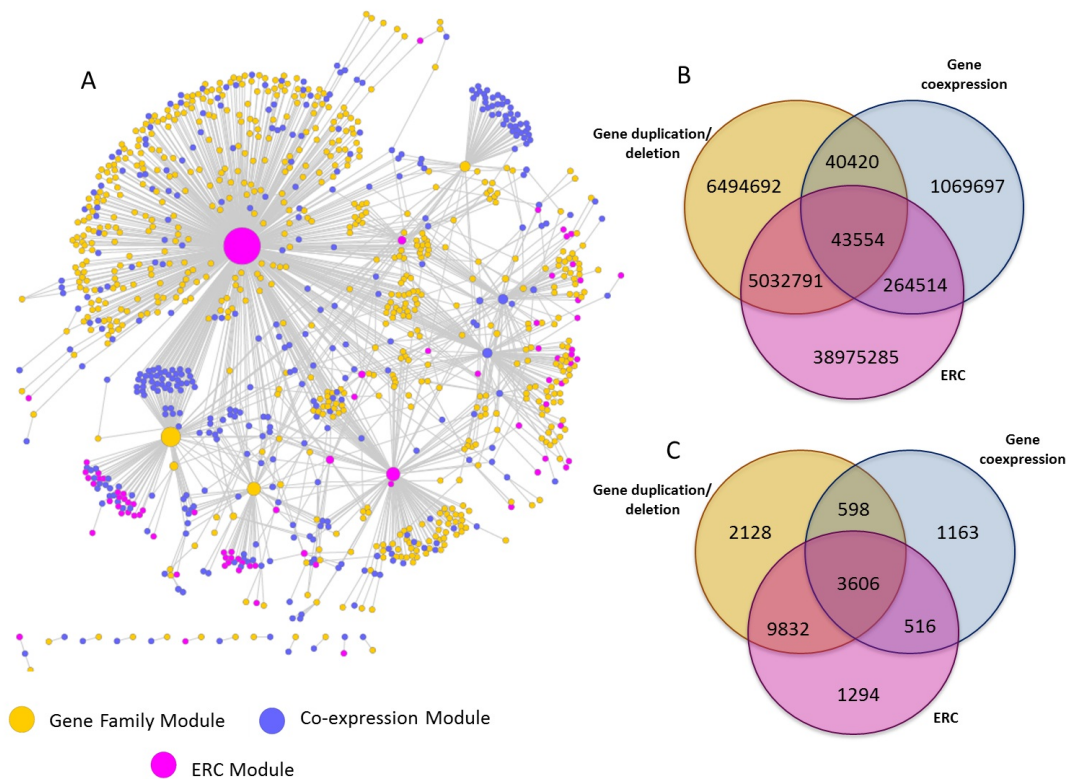 A
Gene Family Module
Co-expression Module
ERC Module
B
Gene
coexpression
Gene duplication/
deletion
40420
6494692
1069697
43554
5032791
264514
38975285
ERC
C
Gene
coexpression
Gene duplication/
deletion
598
2128
1163
3606
9832
516
1294
ERC